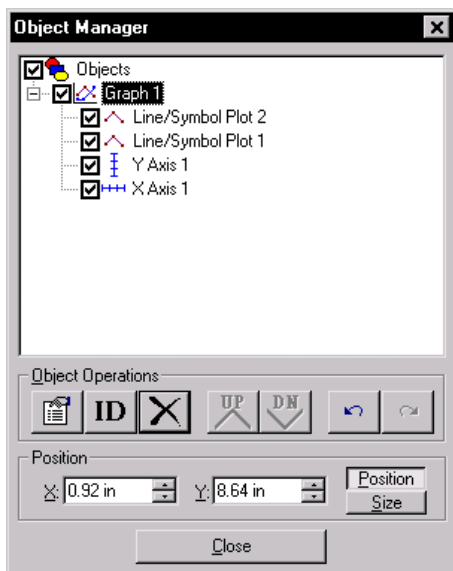 Object Manager
Objects
Graph 1
Line/Symbol Plot 2
Line/Symbol Plot 1
Y Axis 1
X Axis 1
Object Operations
ID UP DN
Position
X: 0.92 in Y: 8.64 in Position
Size
Close